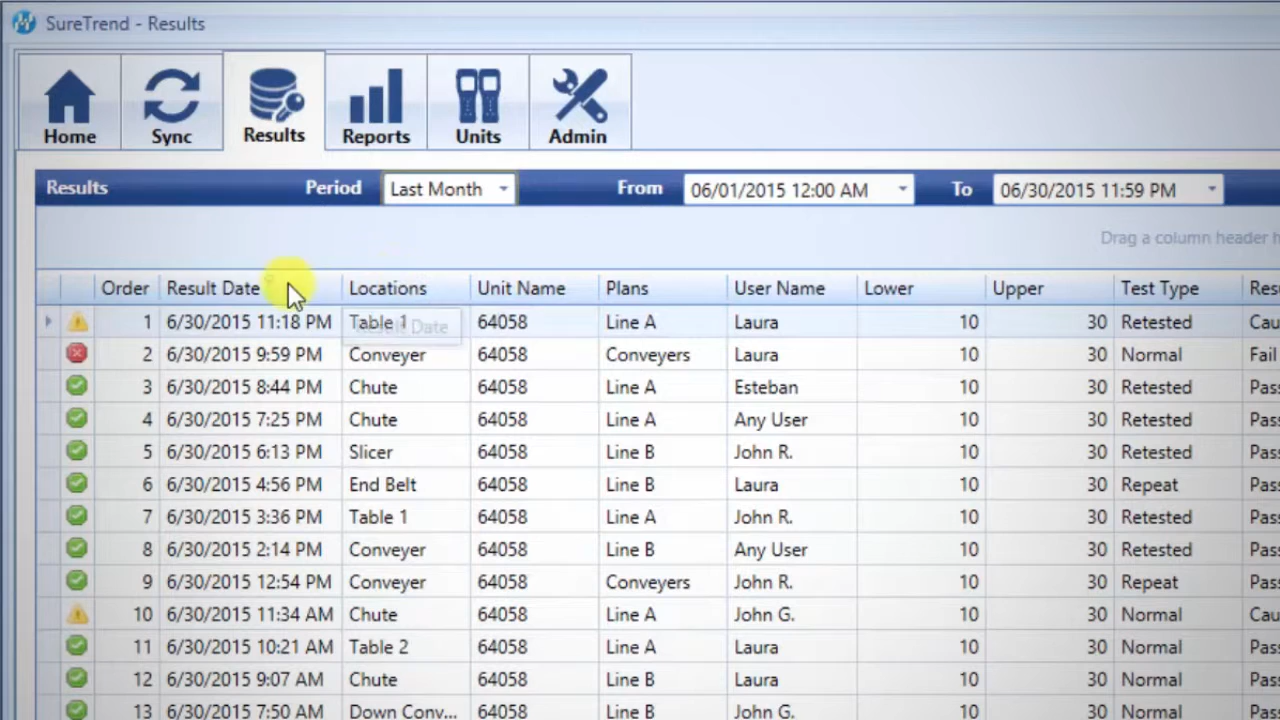 SureTrend - Results
Home Sync Results Reports Units Admin
Results Period Last Month From 06/01/2015 12:00 AM To 06/30/2015 11:59 PM
Drag a column header
Order Result Date Locations Unit Name Plans User Name Lower Upper Test Type
1 6/30/2015 11:18 PM Table 1 64058 Line A Laura 10 30 Retested
Result Date
2 6/30/2015 9:59 PM Conveyer 64058 Conveyers Laura 10 30 Normal Fail
3 6/30/2015 8:44 PM Chute 64058 Line A Esteban 10 30 Retested
4 6/30/2015 7:25 PM Chute 64058 Line A Any User 10 30 Retested
5 6/30/2015 6:13 PM Slicer 64058 Line B John R. 10 30 Retested
6 6/30/2015 4:56 PM End Belt 64058 Line B Laura 10 30 Repeat
7 6/30/2015 3:36 PM Table 1 64058 Line A John R. 10 30 Retested
8 6/30/2015 2:14 PM Conveyer 64058 Line B Any User 10 30 Retested
9 6/30/2015 12:54 PM Conveyer 64058 Conveyers John R. 10 30 Repeat
10 6/30/2015 11:34 AM Chute 64058 Line A John G. 10 30 Normal
11 6/30/2015 10:21 AM Table 2 64058 Line A Laura 10 30 Normal
12 6/30/2015 9:07 AM Chute 64058 Line B Laura 10 30 Normal
13 6/30/2015 7:50 AM Down Conv... 64058 Line B John G. 10 30 Normal